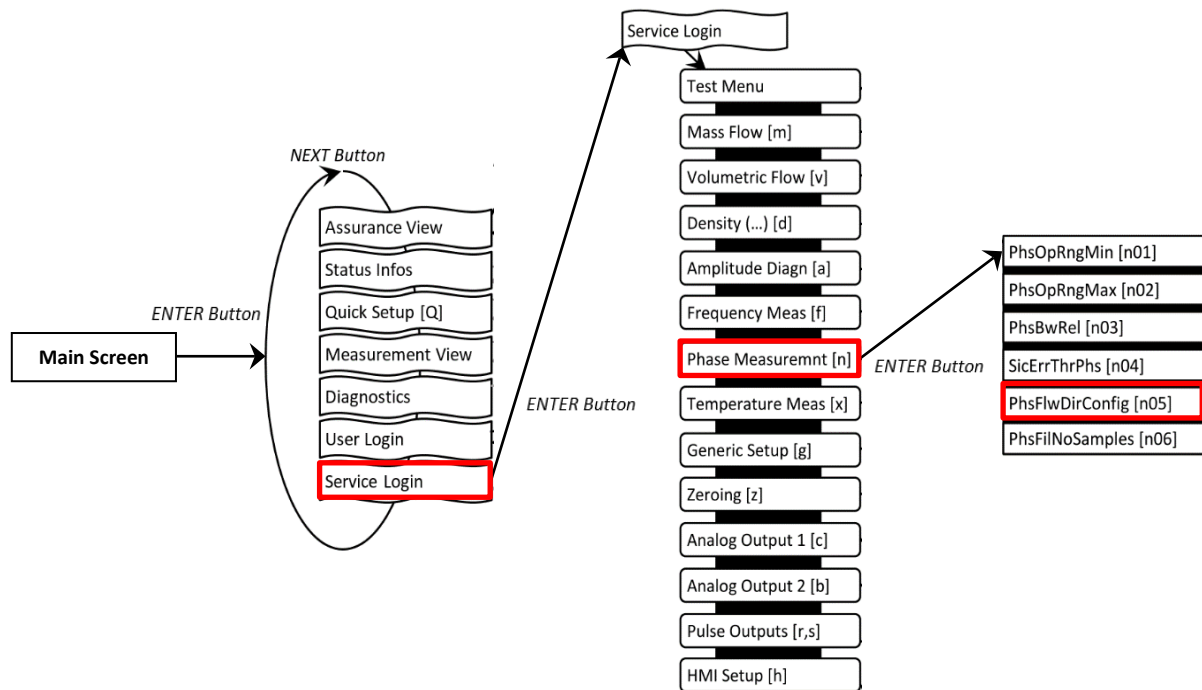 Service Login
Test Menu
Mass Flow [m]
NEXT Button
Volumetric Flow [v]
Assurance View
Density (...) [d]
Status Infos
Amplitude Diagn [a]
PhsOpRngMin [n01]
ENTER Button
Quick Setup [Q]
Frequency Meas [f]
PhsOpRngMax [n02]
PhsBwRel [n03]
Main Screen
Measurement View
Phase Measuremnt [n]
ENTER Button
SicErrThrPhs [n04]
Diagnostics
ENTER Button
Temperature Meas [x]
PhsFlwDirConfig [n05]
User Login
Generic Setup [g]
PhsFilNoSamples [n06]
Service Login
Zeroing [z]
Analog Output 1 [c]
Analog Output 2 [b]
Pulse Outputs [r,s]
HMI Setup [h]